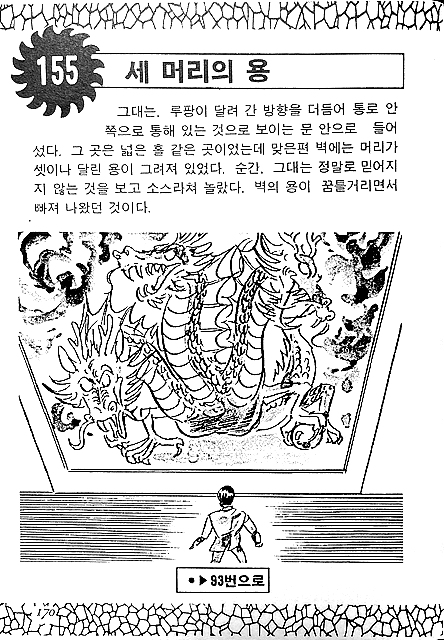 155 세 머리의 용
그대는, 루팡이 달려 간 방향을 더듬어 통로 안
쪽으로 통해 있는 것으로 보이는 문 안으로 들어
섰다. 그 곳은 넓은 홀 같은 곳이었는데 맞은편 벽에는 머리가
셋이나 달린 용이 그려져 있었다. 순간, 그대는 정말로 믿어지
지 않는 것을 보고 소스라쳐 놀랐다. 벽의 용이 꿈틀거리면서
빠져 나왔던 것이다.
●▶93번으로
170